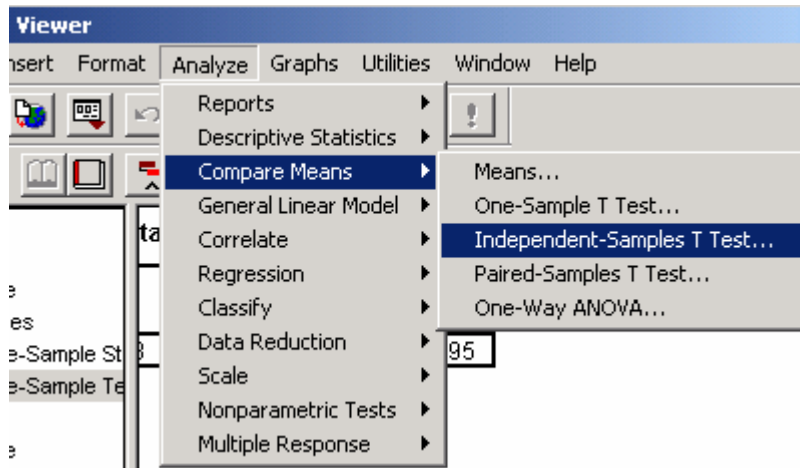 Viewer
nsert Format Analyze Graphs Utilities Window Help
Reports
Descriptive Statistics
Compare Means
General Linear Model
Correlate
Regression
Classify
Data Reduction
Scale
Nonparametric Tests
Multiple Response
Means...
One-Sample T Test...
Independent-Samples T Test...
Paired-Samples T Test...
One-Way ANOVA...
ta
es
e-Sample St
e-Sample Te
95